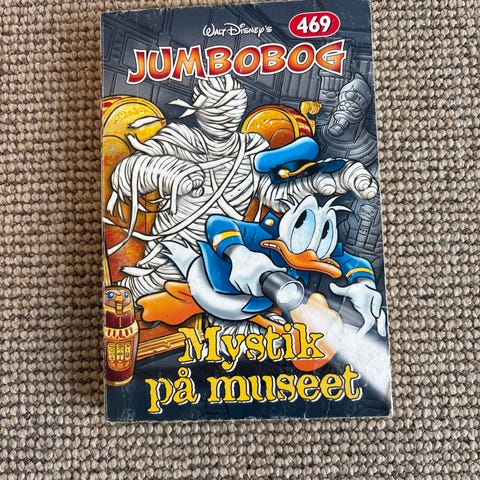 Walt Disney's
469
JUMBOBOG
Mystik
på museet